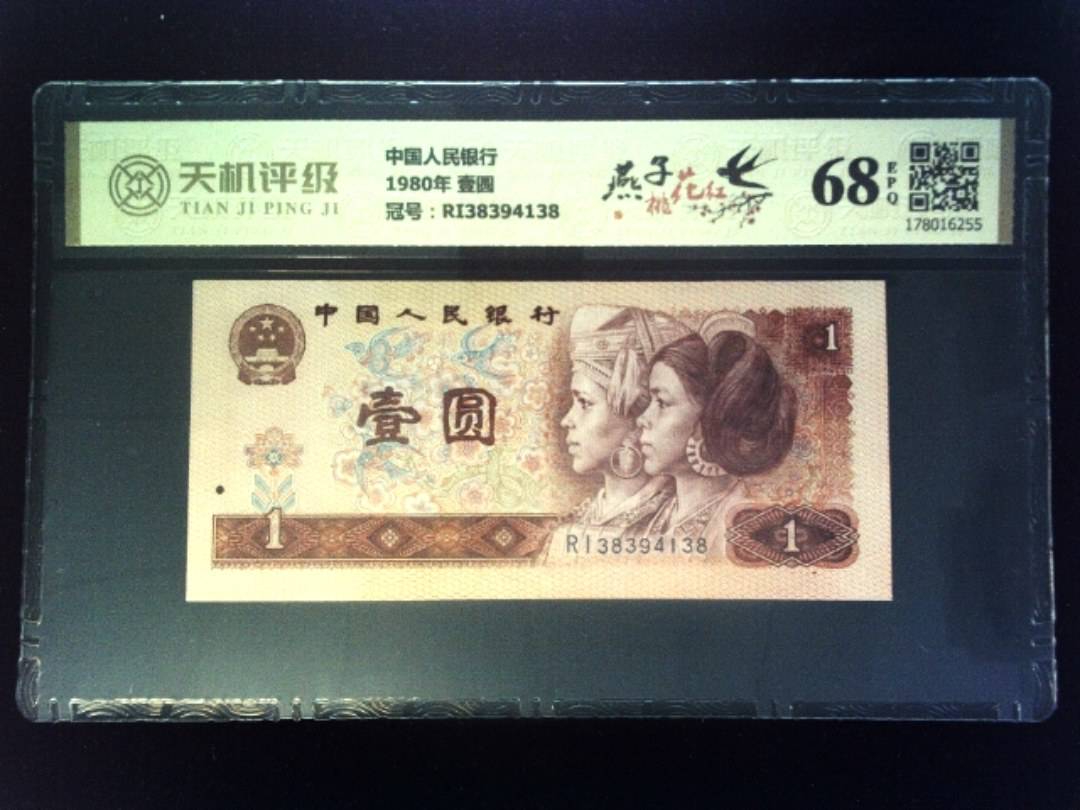 天机评级
TIAN JI PING JI
中国人民银行
1980年 壹圆
冠号：RI38394138
燕子
桃花红
68
EPQ
178016255
中国人民银行
壹圆
1
1
RI38394138
1